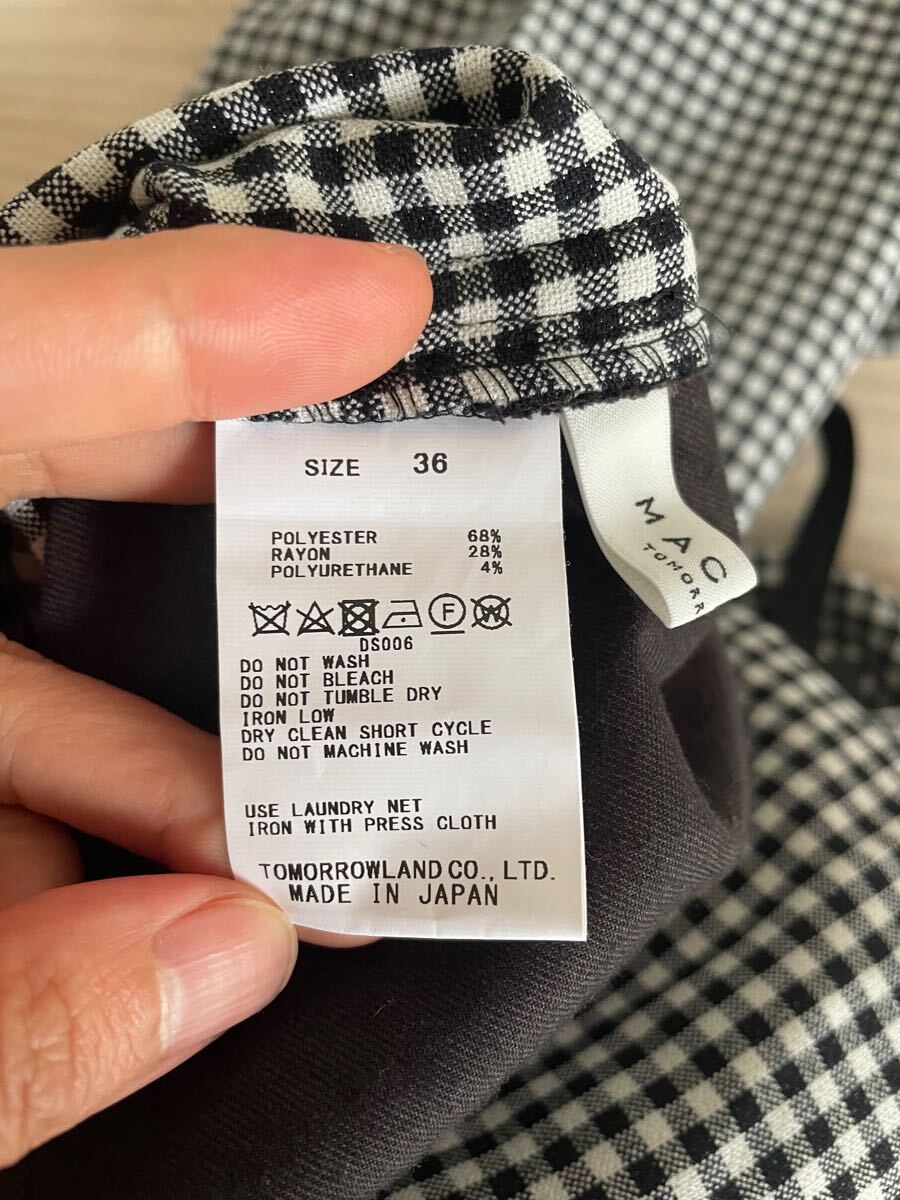 SIZE 36
POLYESTER 68%
RAYON 28%
POLYURETHANE 4%
F
W
DS006
DO NOT WASH
DO NOT BLEACH
DO NOT TUMBLE DRY
IRON LOW
DRY CLEAN SHORT CYCLE
DO NOT MACHINE WASH
USE LAUNDRY NET
IRON WITH PRESS CLOTH
TOMORROWLAND CO., LTD.
MADE IN JAPAN
MAC
TOMORR